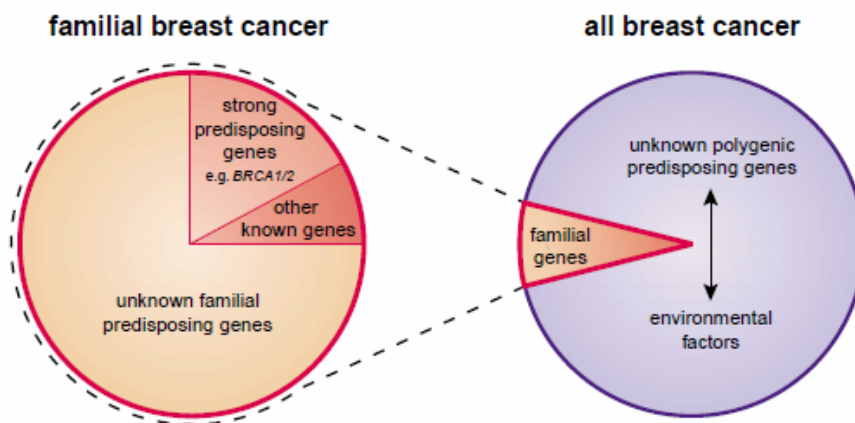 familial breast cancer
all breast cancer
strong
predisposing
genes
e.g. BRCA1/2
other
known genes
unknown familial
predisposing genes
unknown polygenic
predisposing genes
familial
genes
environmental
factors